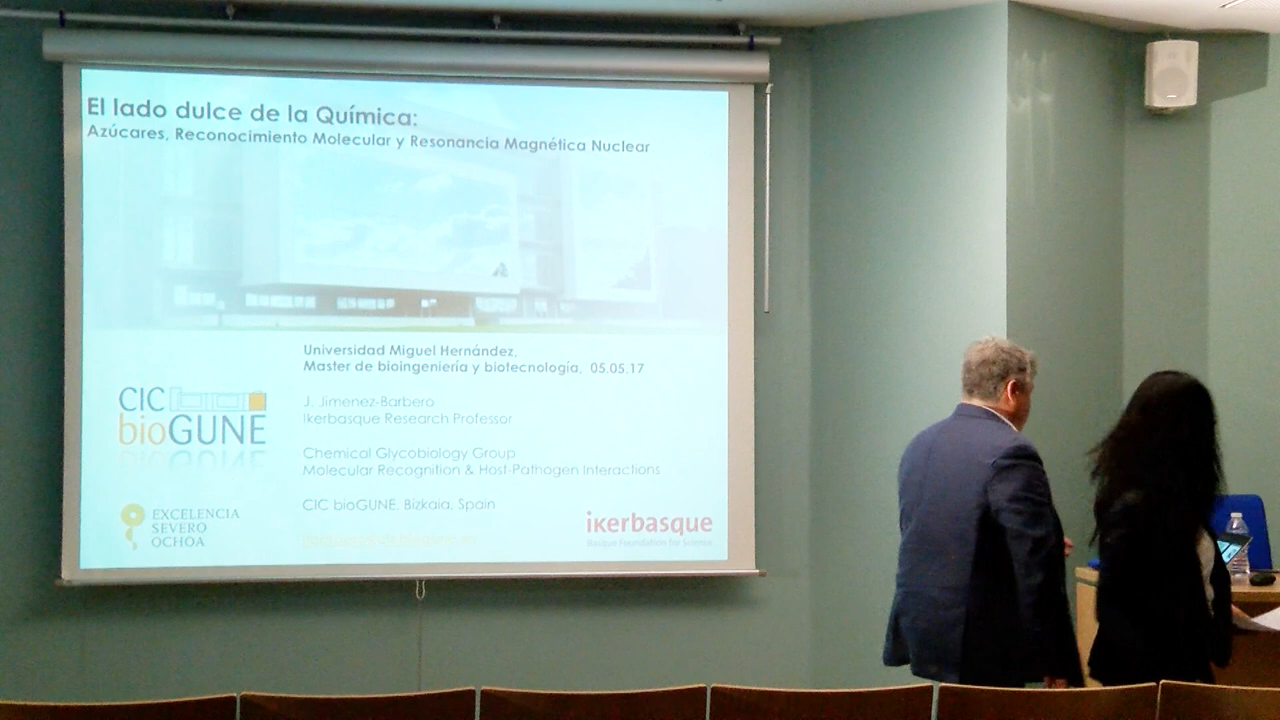 El lado dulce de la Química:
Azúcares, Reconocimiento Molecular y Resonancia Magnética Nuclear
Universidad Miguel Hernández,
Master de bioingeniería y biotecnología, 05.05.17
J. Jimenez-Barbero
Ikerbasque Research Professor
Chemical Glycobiology Group
Molecular Recognition & Host-Pathogen Interactions
CIC bioGUNE. Bizkaia, Spain
CIC
bioGUNE
EXCELENCIA
SEVERO
OCHOA
ikerbasque
Basque Foundation for Science